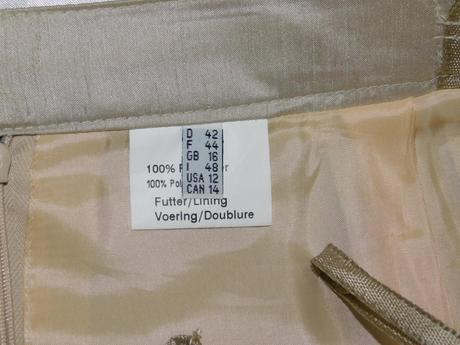 D 42
F 44
GB 16
I 48
USA 12
CAN 14
100%
100%
Futter/Lining
Voering/Doublure